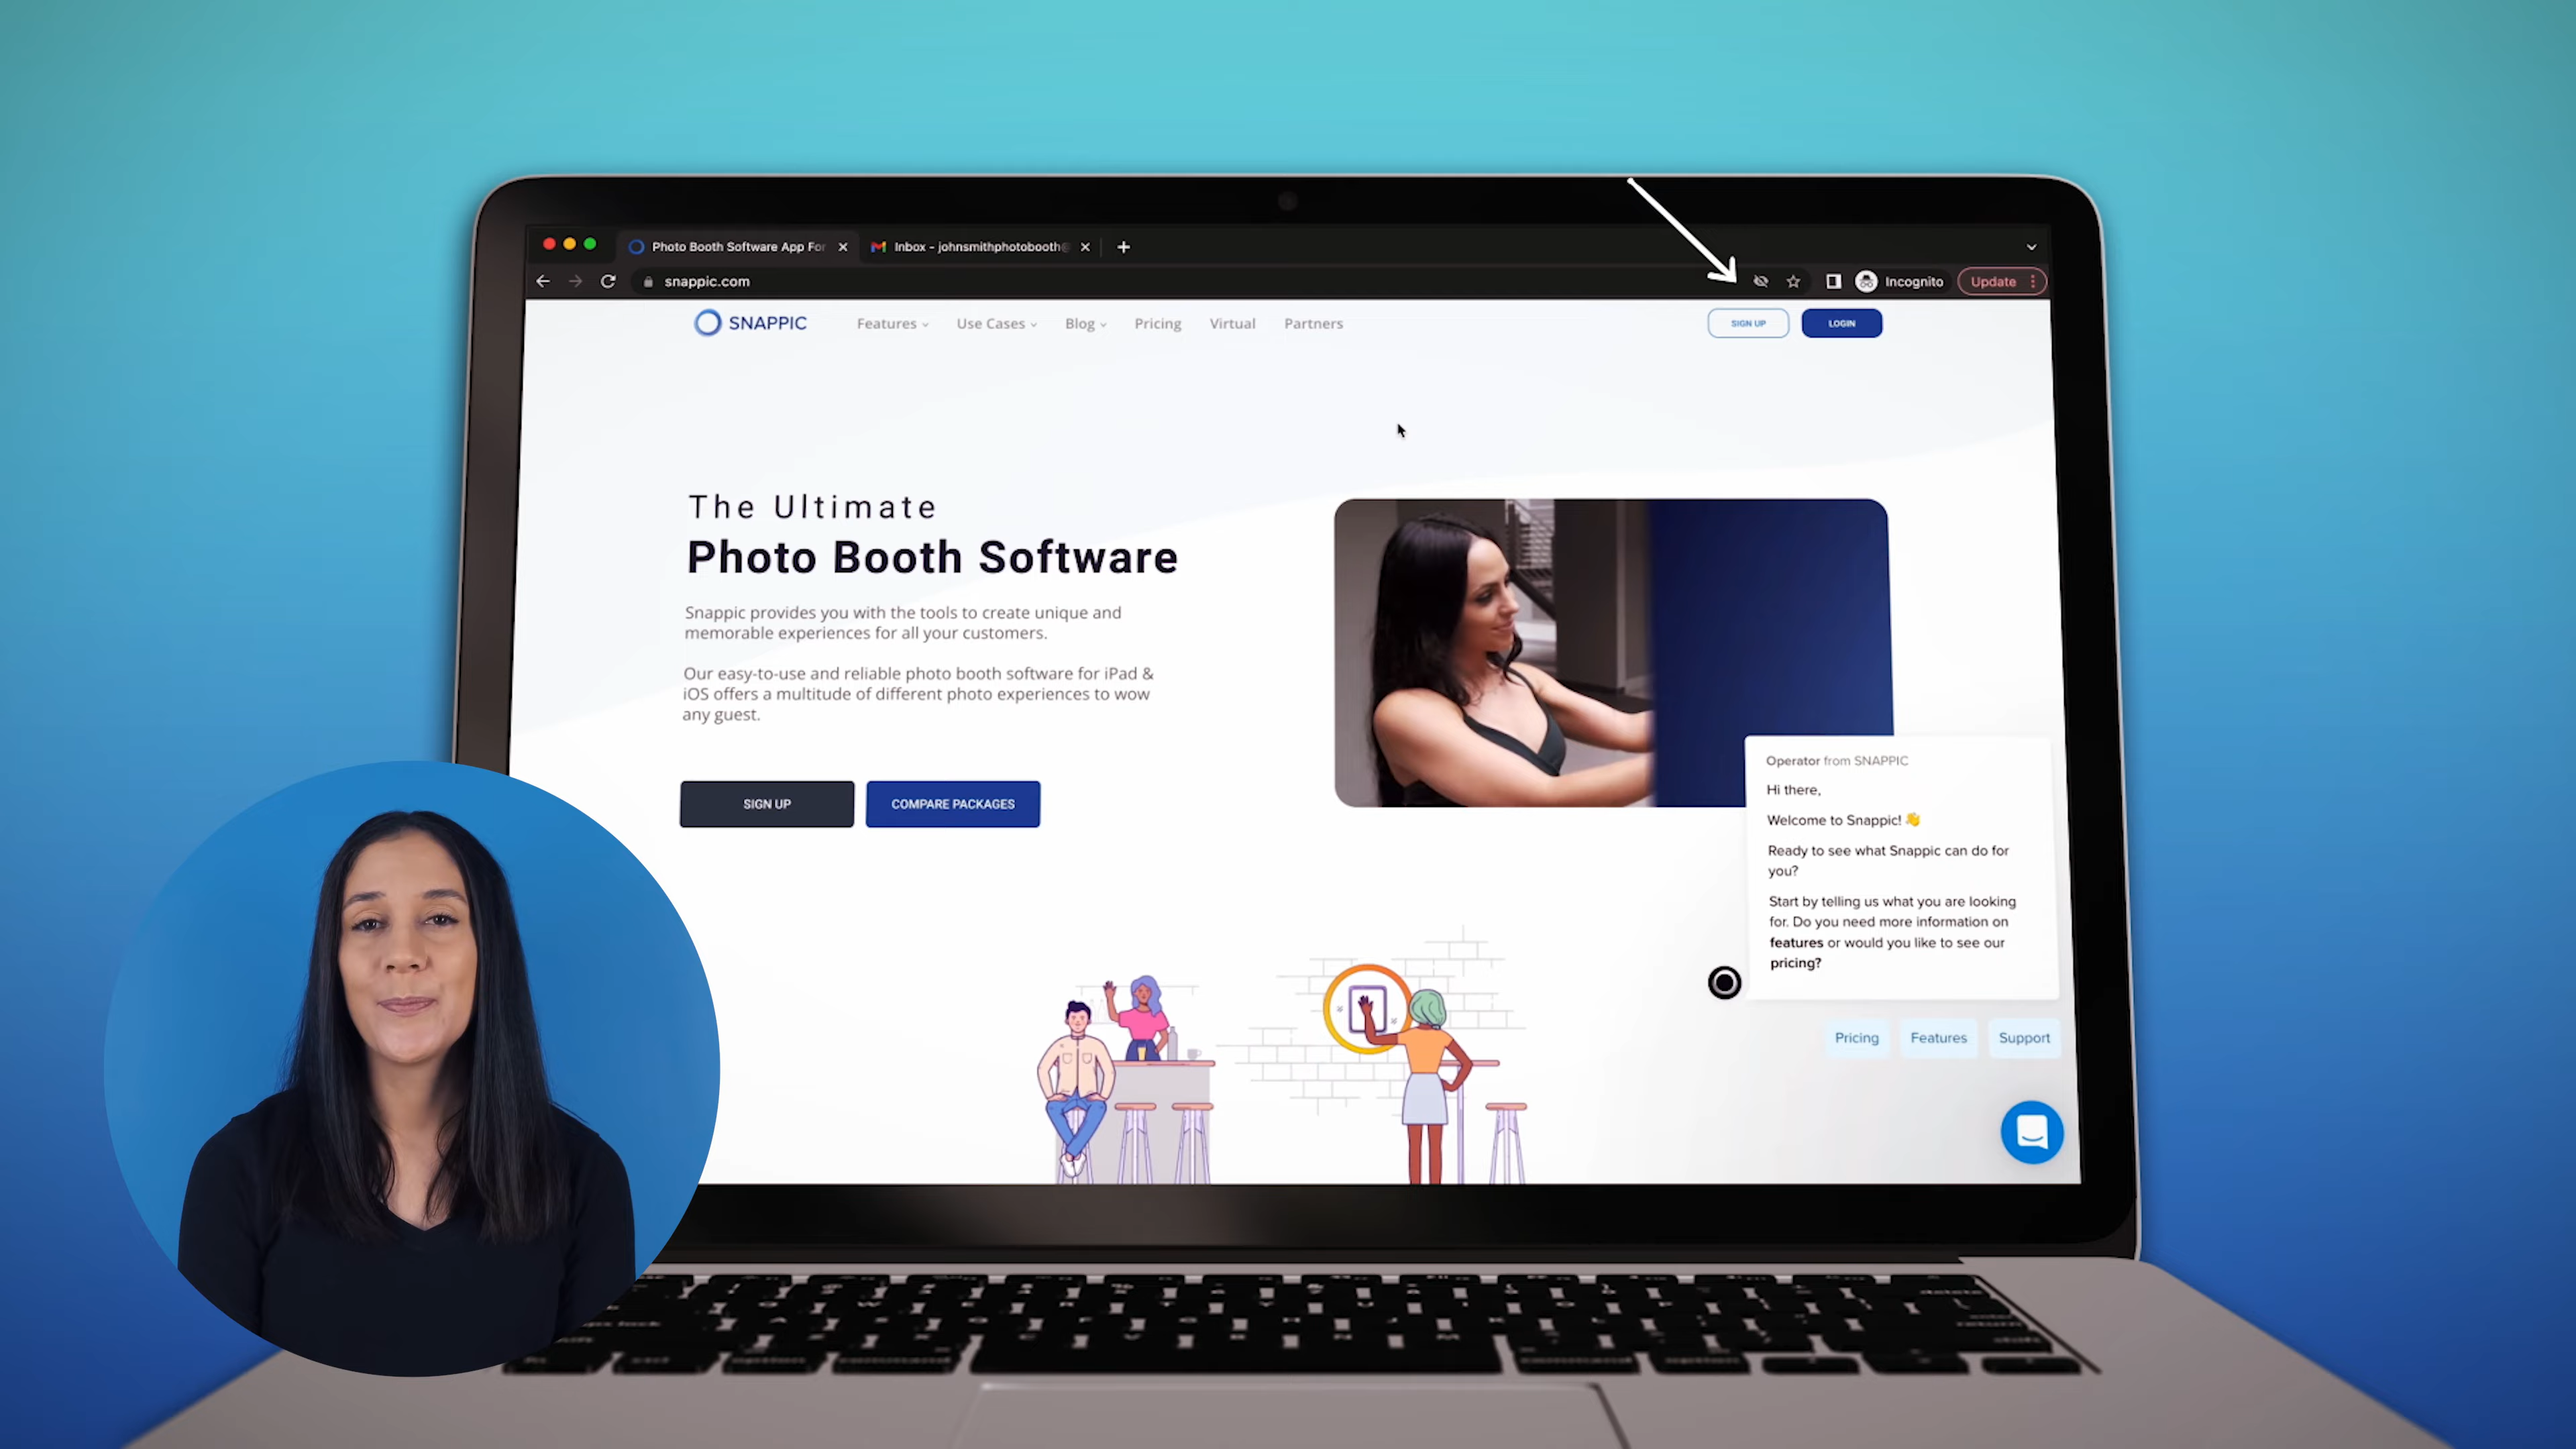 Photo Booth Software App For
Inbox - johnsmithphotobooth@
snappic.com
Incognito
Update
SNAPPIC
Features
Use Cases
Blog
Pricing
Virtual
Partners
SIGN UP
LOGIN
The Ultimate
Photo Booth Software
Snappic provides you with the tools to create unique and
memorable experiences for all your customers.
Our easy-to-use and reliable photo booth software for iPad &
iOS offers a multitude of different photo experiences to wow
any guest.
SIGN UP
COMPARE PACKAGES
Operator from SNAPPIC
Hi there,
Welcome to Snappic! 👋
Ready to see what Snappic can do for
you?
Start by telling us what you are looking
for. Do you need more information on
features or would you like to see our
pricing?
Pricing
Features
Support